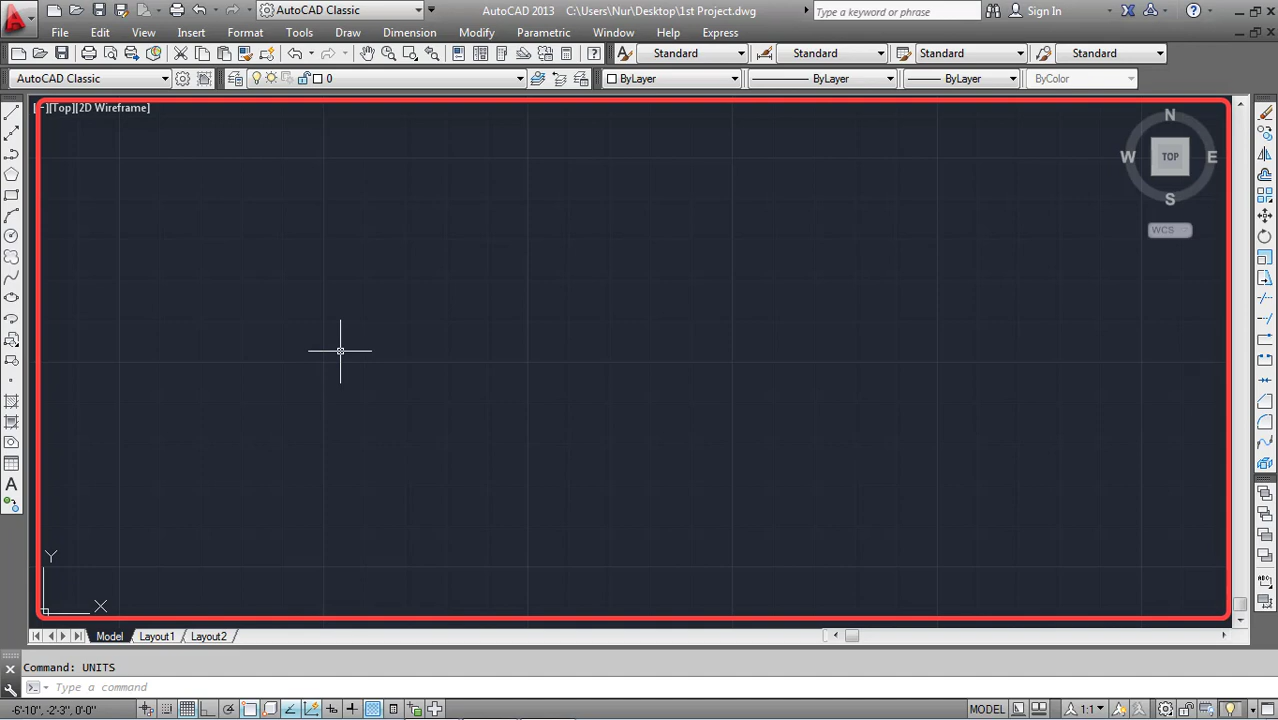 AutoCAD Classic
AutoCAD 2013 C:\Users\Nur\Desktop\1st Project.dwg
Type a keyword or phrase
Sign In
File Edit View Insert Format Tools Draw Dimension Modify Parametric Window Help Express
Standard Standard Standard Standard
AutoCAD Classic 0 ByLayer ByLayer ByLayer ByColor
[−][Top][2D Wireframe]
N
W TOP E
S
WCS
A
Y
X
Model Layout1 Layout2
Command: UNITS
Type a command
-6'-10", -2'-3", 0'-0" MODEL 1:1